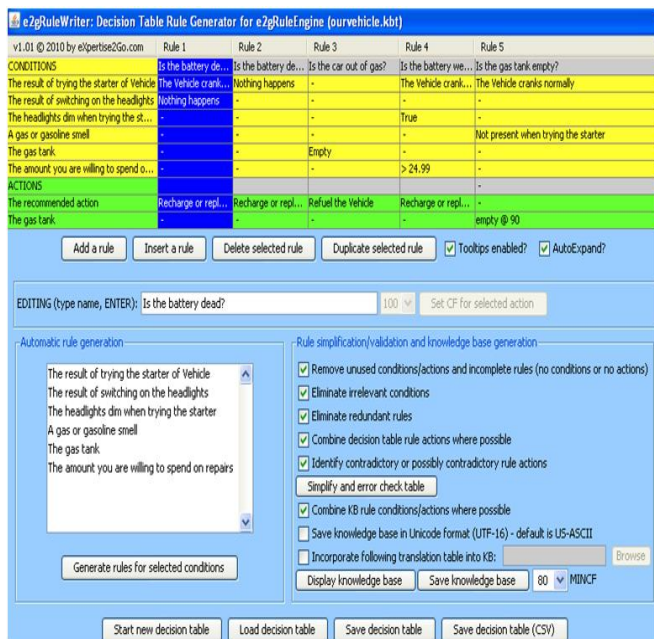 e2gRuleWriter: Decision Table Rule Generator for e2gRuleEngine (ourvehicle.kbt)
v1.01 © 2010 by eXpertise2Go.com Rule 1 Rule 2 Rule 3 Rule 4 Rule 5
CONDITIONS Is the battery de... Is the battery de... Is the car out of gas? Is the battery we... Is the gas tank empty?
The result of trying the starter of Vehicle The Vehicle crank... Nothing happens - The Vehicle crank... The Vehicle cranks normally
The result of switching on the headlights Nothing happens - - - -
The headlights dim when trying the st... - - - True -
A gas or gasoline smell - - - - Not present when trying the starter
The gas tank - - Empty - -
The amount you are willing to spend o... - - - > 24.99 -
ACTIONS -
The recommended action Recharge or repl... Recharge or repl... Refuel the Vehicle Recharge or repl... -
The gas tank - - - - empty @ 90
Add a rule Insert a rule Delete selected rule Duplicate selected rule Tooltips enabled? AutoExpand?
EDITING (type name, ENTER): Is the battery dead? 100 Set CF for selected action
Automatic rule generation
The result of trying the starter of Vehicle
The result of switching on the headlights
The headlights dim when trying the starter
A gas or gasoline smell
The gas tank
The amount you are willing to spend on repairs
Generate rules for selected conditions
Rule simplification/validation and knowledge base generation
Remove unused conditions/actions and incomplete rules (no conditions or no actions)
Eliminate irrelevant conditions
Eliminate redundant rules
Combine decision table rule actions where possible
Identify contradictory or possibly contradictory rule actions
Simplify and error check table
Combine KB rule conditions/actions where possible
Save knowledge base in Unicode format (UTF-16) - default is US-ASCII
Incorporate following translation table into KB: Browse
Display knowledge base Save knowledge base 80 MINCF
Start new decision table Load decision table Save decision table Save decision table (CSV)